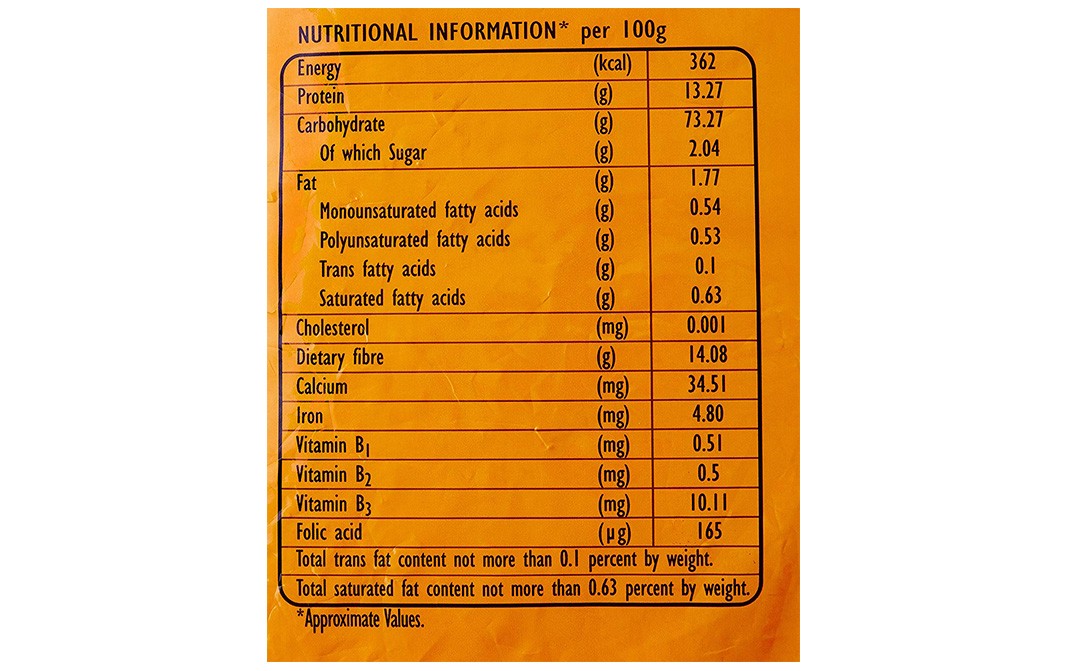 NUTRITIONAL INFORMATION* per 100g
Energy (kcal) 362
Protein (g) 13.27
Carbohydrate (g) 73.27
Of which Sugar (g) 2.04
Fat (g) 1.77
Monounsaturated fatty acids (g) 0.54
Polyunsaturated fatty acids (g) 0.53
Trans fatty acids (g) 0.1
Saturated fatty acids (g) 0.63
Cholesterol (mg) 0.001
Dietary fibre (g) 14.08
Calcium (mg) 34.51
Iron (mg) 4.80
Vitamin B1 (mg) 0.51
Vitamin B2 (mg) 0.5
Vitamin B3 (mg) 10.11
Folic acid (µg) 165
Total trans fat content not more than 0.1 percent by weight.
Total saturated fat content not more than 0.63 percent by weight.
*Approximate Values.